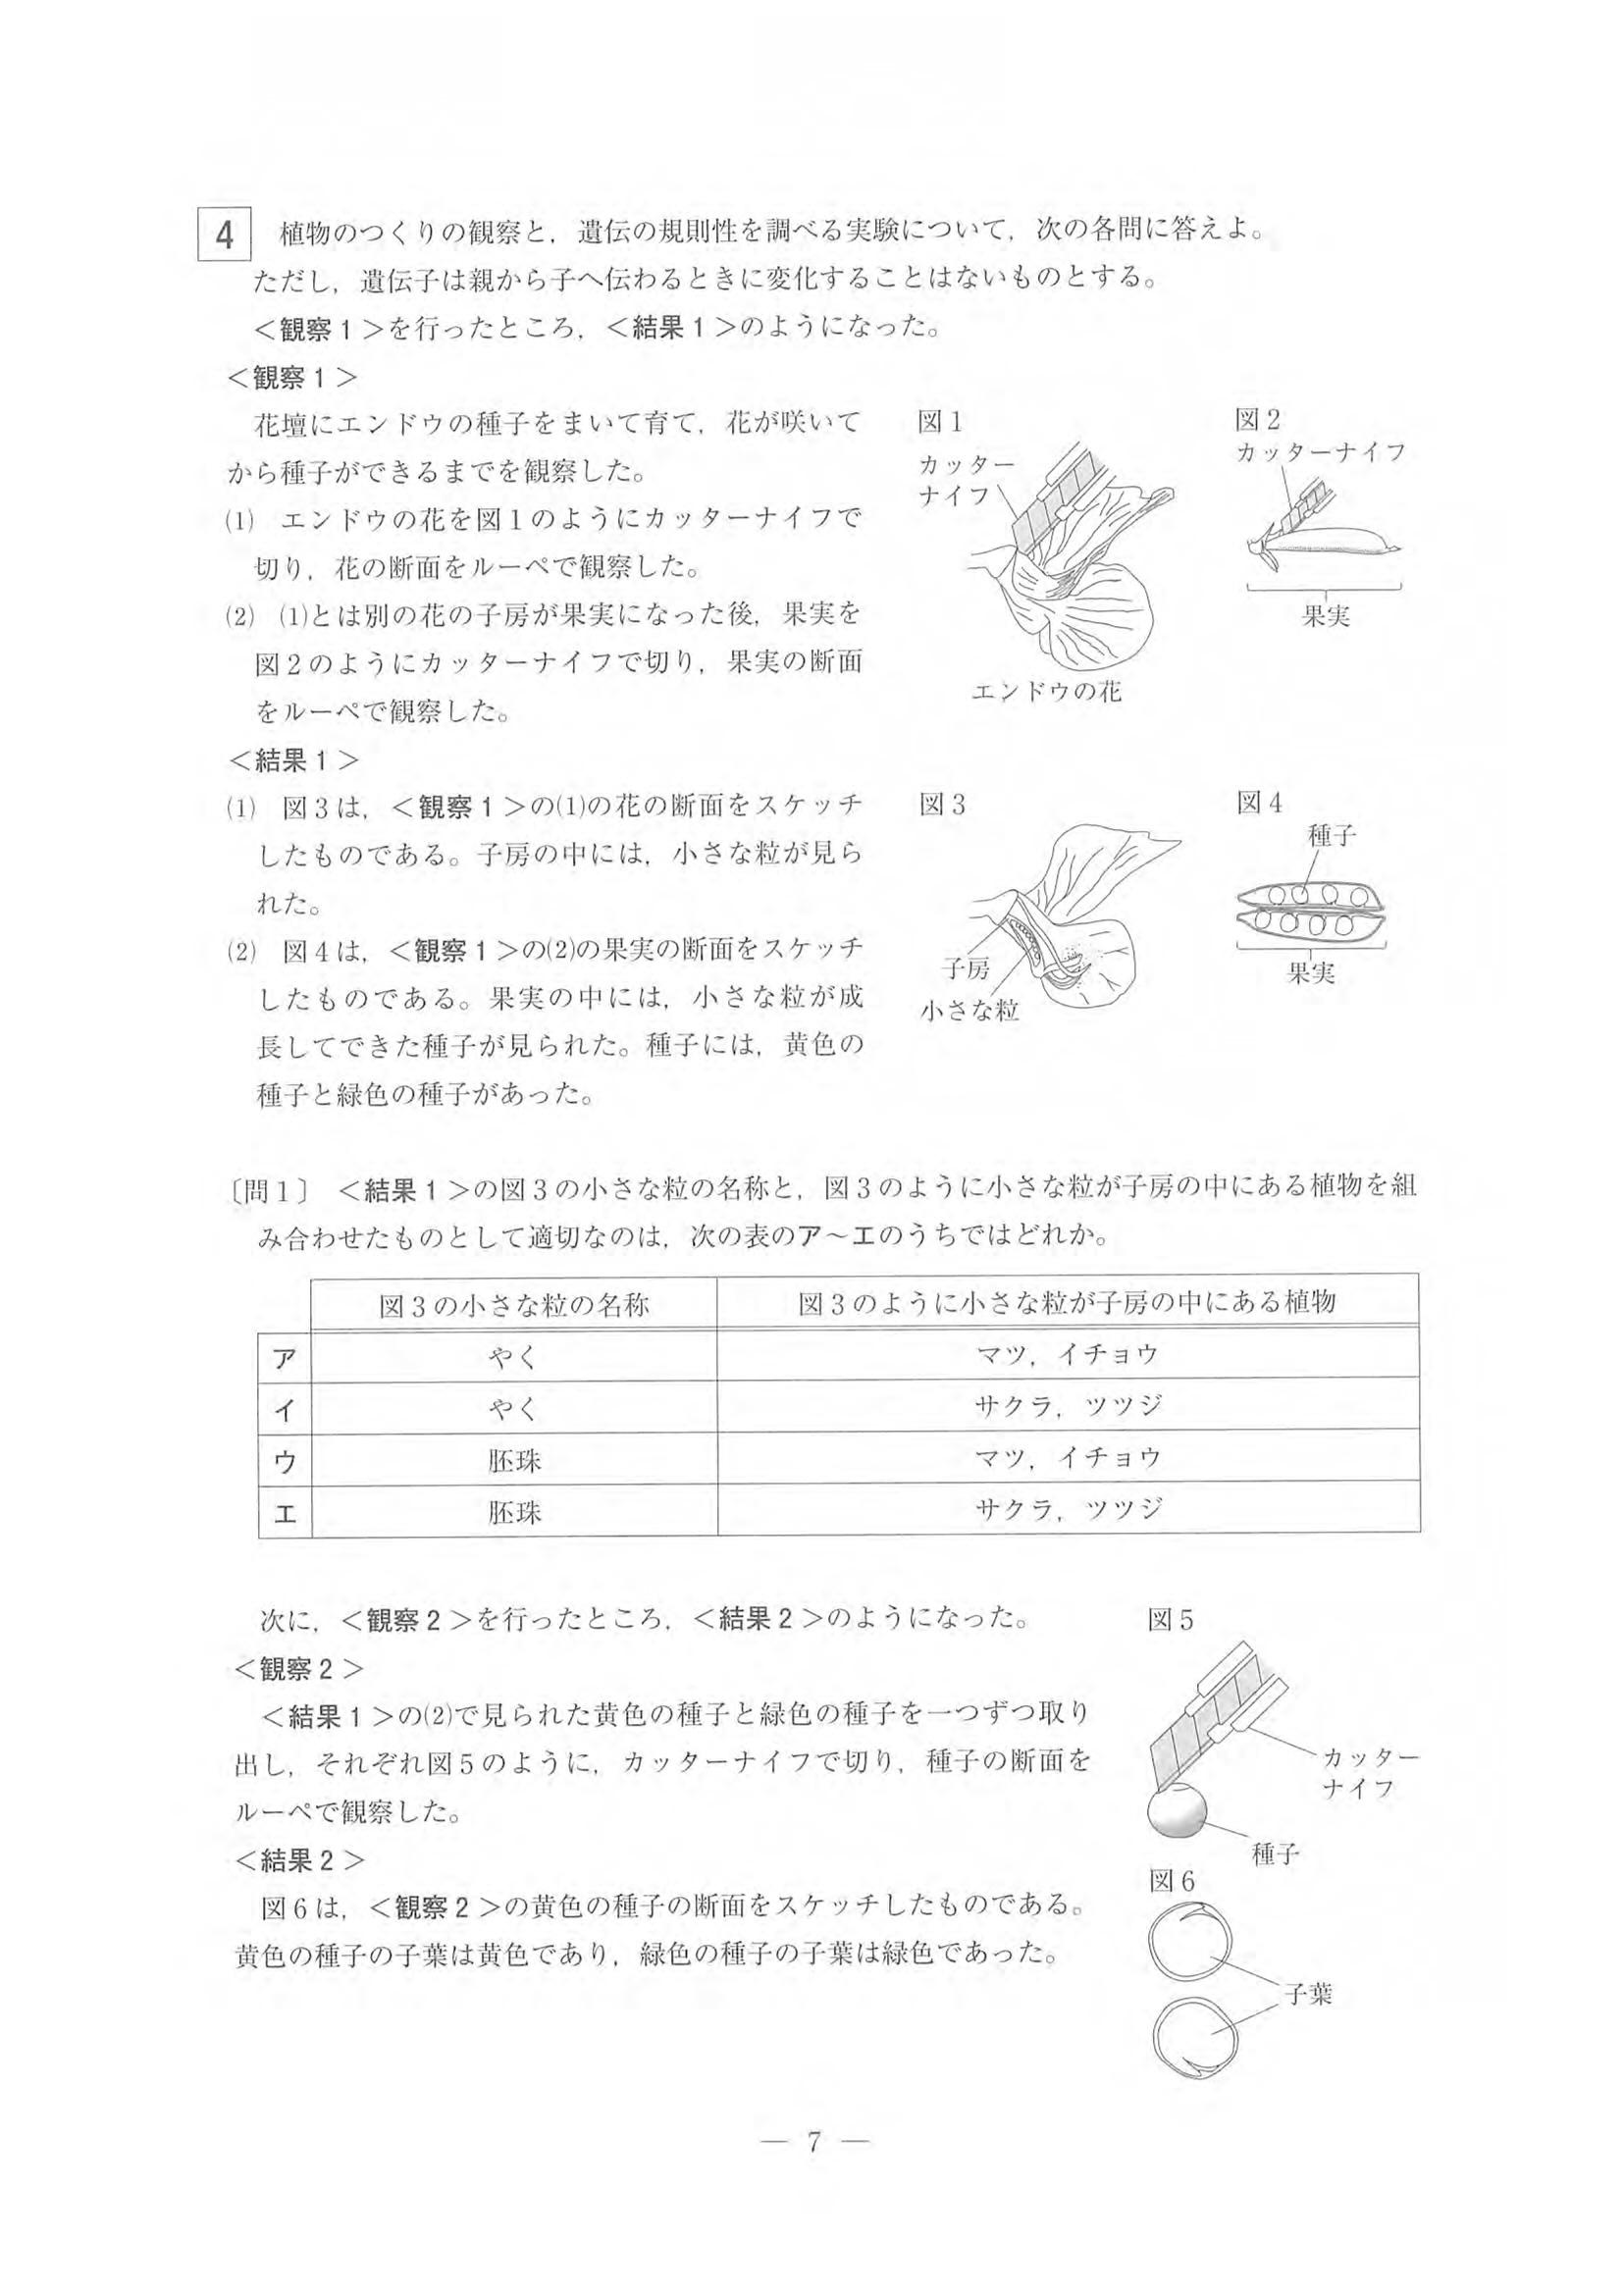 4 植物のつくりの観察と，遺伝の規則性を調べる実験について，次の各問に答えよ。
ただし，遺伝子は親から子へ伝わるときに変化することはないものとする。
＜観察１＞を行ったところ，＜結果１＞のようになった。
＜観察１＞
花壇にエンドウの種子をまいて育て，花が咲いて
から種子ができるまでを観察した。
(1) エンドウの花を図１のようにカッターナイフで
切り，花の断面をルーペで観察した。
(2) (1)とは別の花の子房が果実になった後，果実を
図２のようにカッターナイフで切り，果実の断面
をルーペで観察した。
図１
カッター
ナイフ
エンドウの花
図２
カッターナイフ
果実
＜結果１＞
(1) 図３は，＜観察１＞の(1)の花の断面をスケッチ
したものである。子房の中には，小さな粒が見ら
れた。
(2) 図４は，＜観察１＞の(2)の果実の断面をスケッチ
したものである。果実の中には，小さな粒が成
長してできた種子が見られた。種子には，黄色の
種子と緑色の種子があった。
図３
子房
小さな粒
図４
種子
果実
〔問１〕 ＜結果１＞の図３の小さな粒の名称と，図３のように小さな粒が子房の中にある植物を組
み合わせたものとして適切なのは，次の表のア～エのうちではどれか。
図３の小さな粒の名称 図３のように小さな粒が子房の中にある植物
ア やく マツ，イチョウ
イ やく サクラ，ツツジ
ウ 胚珠 マツ，イチョウ
エ 胚珠 サクラ，ツツジ
次に，＜観察２＞を行ったところ，＜結果２＞のようになった。
＜観察２＞
＜結果１＞の(2)で見られた黄色の種子と緑色の種子を一つずつ取り
出し，それぞれ図５のように，カッターナイフで切り，種子の断面を
ルーペで観察した。
＜結果２＞
図６は，＜観察２＞の黄色の種子の断面をスケッチしたものである。
黄色の種子の子葉は黄色であり，緑色の種子の子葉は緑色であった。
図５
カッター
ナイフ
種子
図６
子葉
― 7 ―